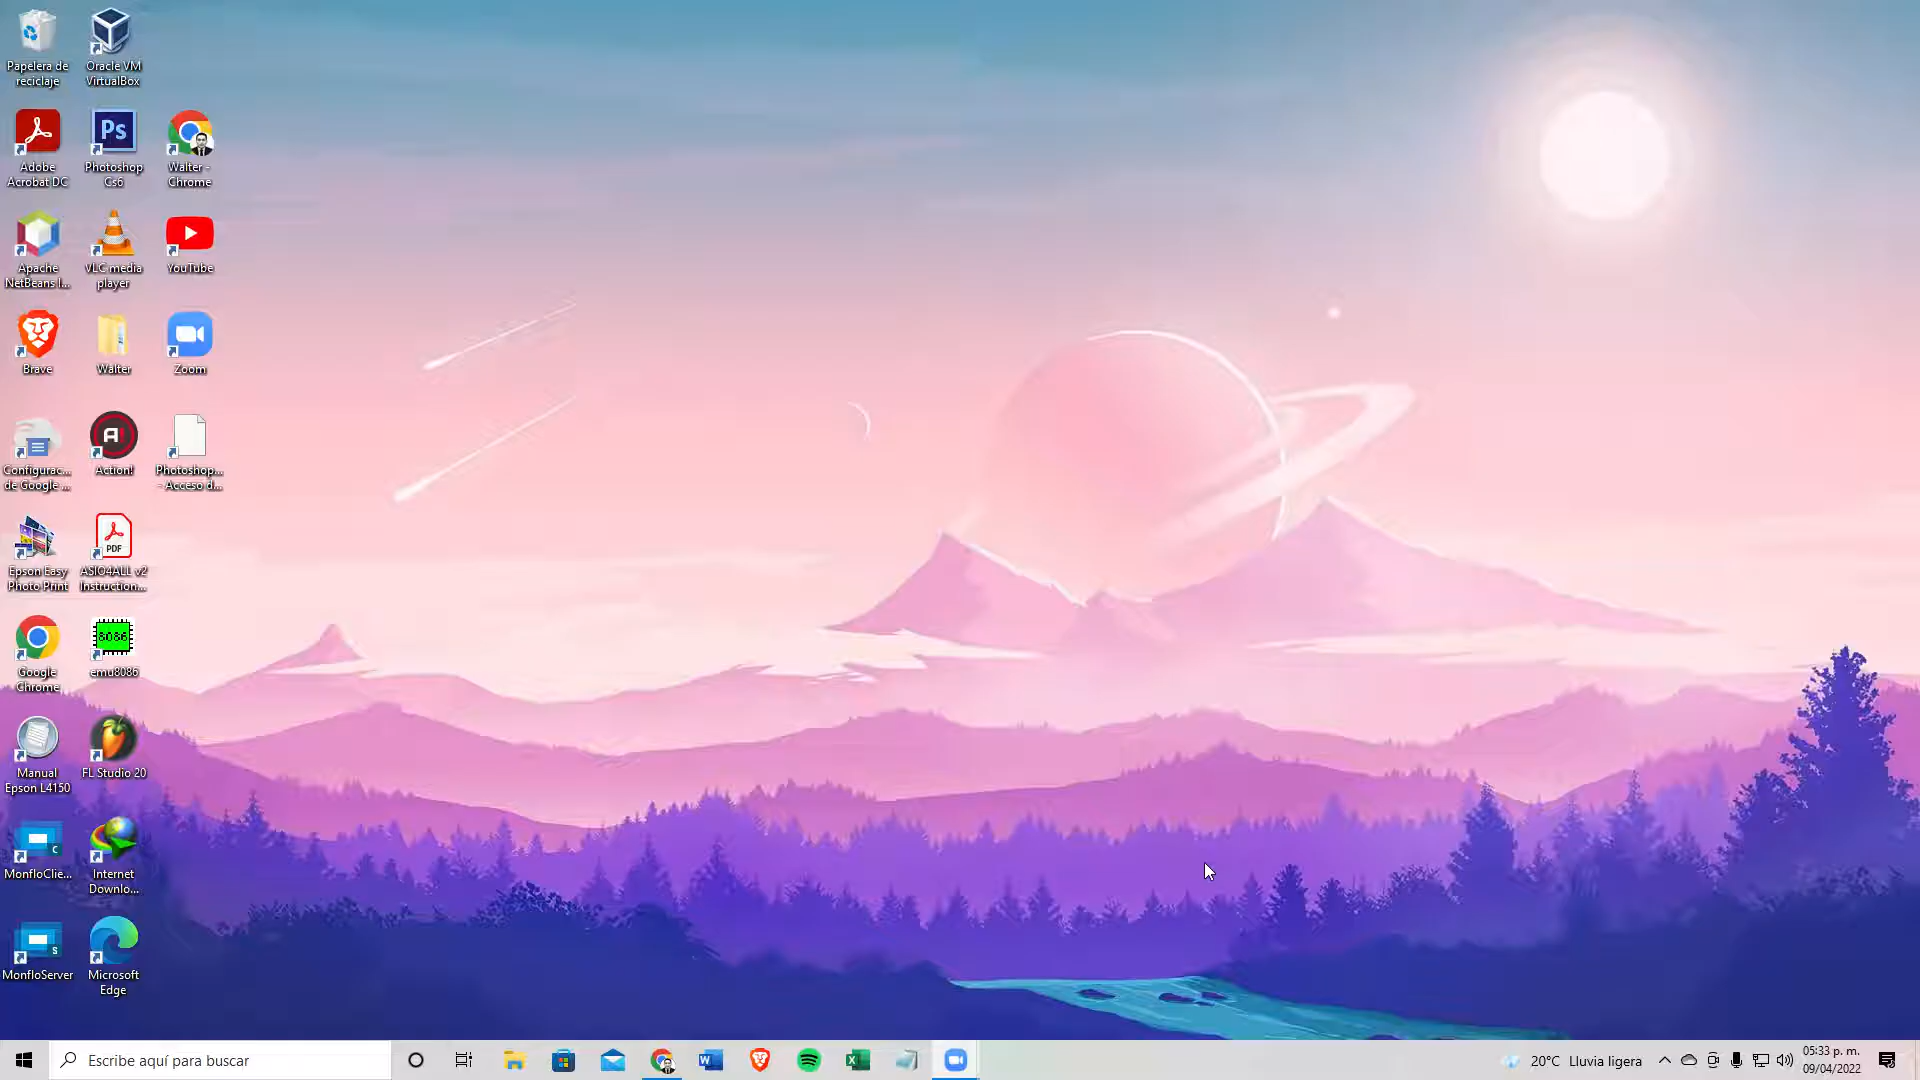 Papelera de
reciclaje
Oracle VM
VirtualBox
Adobe
Acrobat DC
Ps
Photoshop
Cs6
Walter -
Chrome
Apache
NetBeans I...
VLC media
player
YouTube
Brave
Walter
Zoom
Configurac...
de Google ...
A!
Action!
Photoshop...
- Acceso d...
Epson Easy
Photo Print
PDF
ASIO4ALL v2
Instruction...
Google
Chrome
8086
emu8086
Manual
Epson L4150
FL Studio 20
C
MonfloClie...
Internet
Downlo...
S
MonfloServer
Microsoft
Edge
Escribe aquí para buscar
20°C Lluvia ligera
05:33 p. m.
09/04/2022